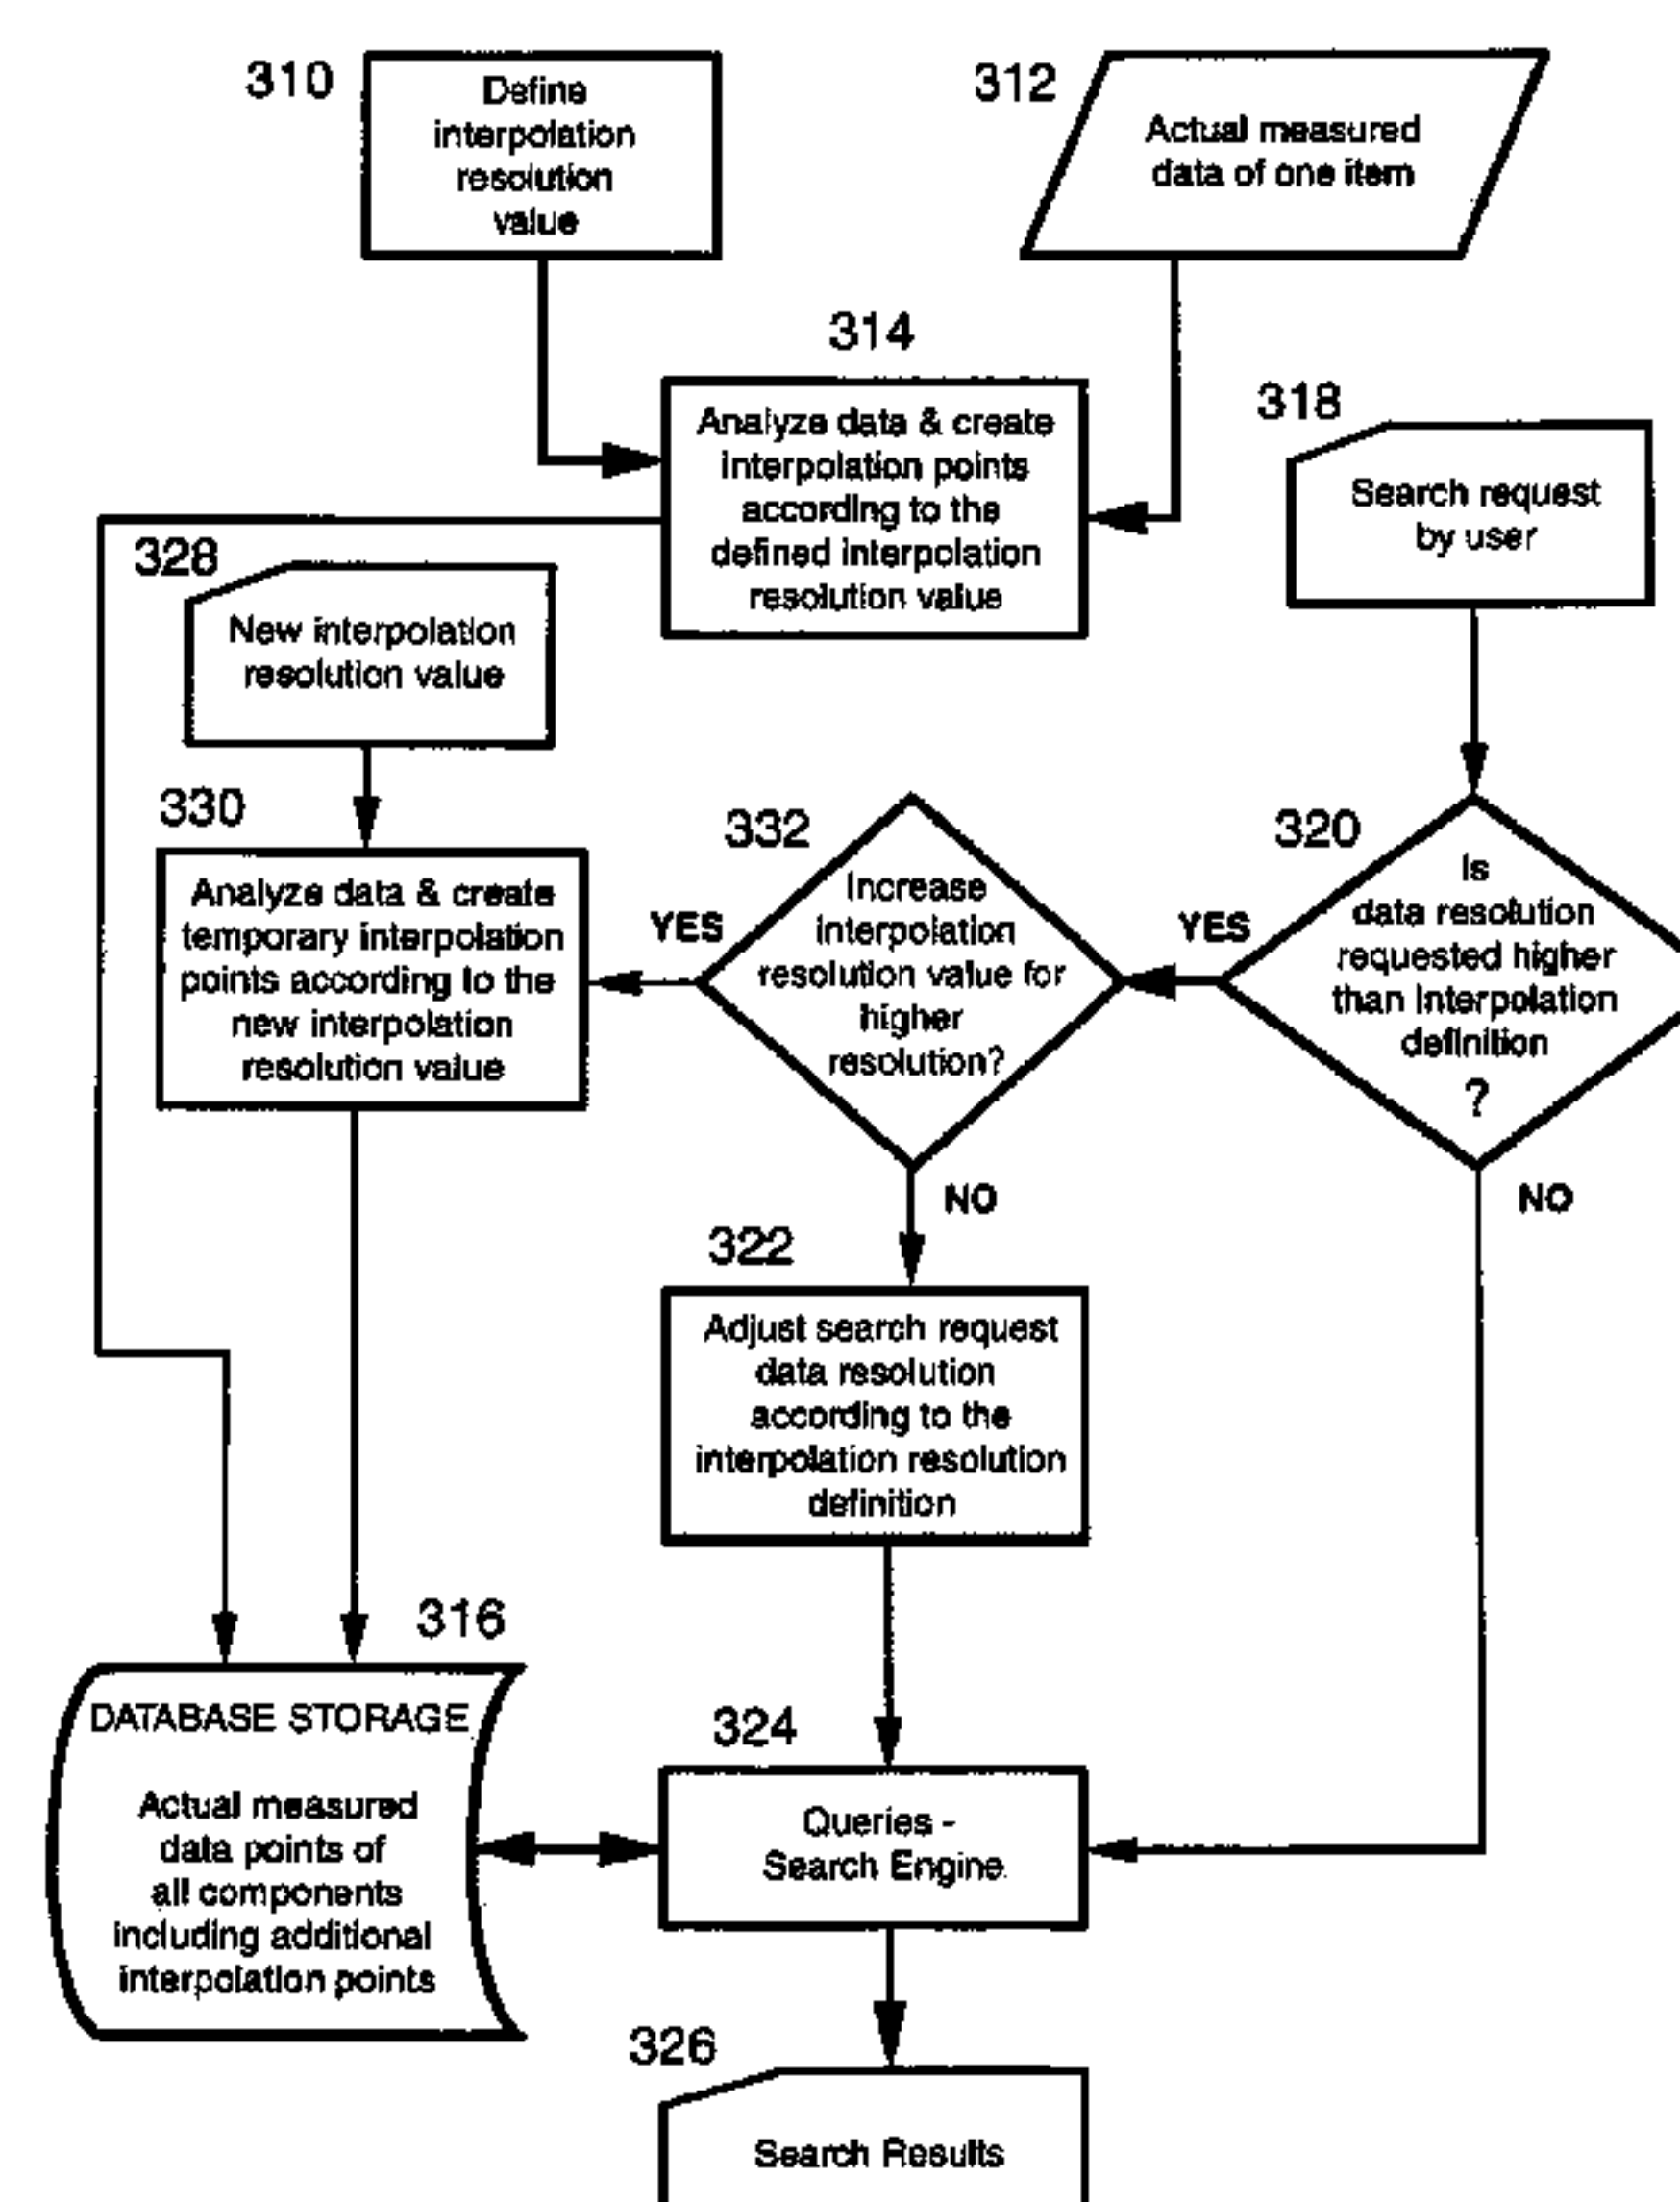 310
Define
interpolation
resolution
value
312
Actual measured
data of one item
314
Analyze data & create
interpolation points
according to the
defined interpolation
resolution value
318
Search request
by user
328
New interpolation
resolution value
330
Analyze data & create
temporary interpolation
points according to the
new interpolation
resolution value
YES
332
Increase
interpolation
resolution value for
higher
resolution?
YES
320
Is
data resolution
requested higher
than interpolation
definition
?
NO
NO
322
Adjust search request
data resolution
according to the
interpolation resolution
definition
316
DATABASE STORAGE
Actual measured
data points of
all components
including additional
interpolation points
324
Queries -
Search Engine
326
Search Results